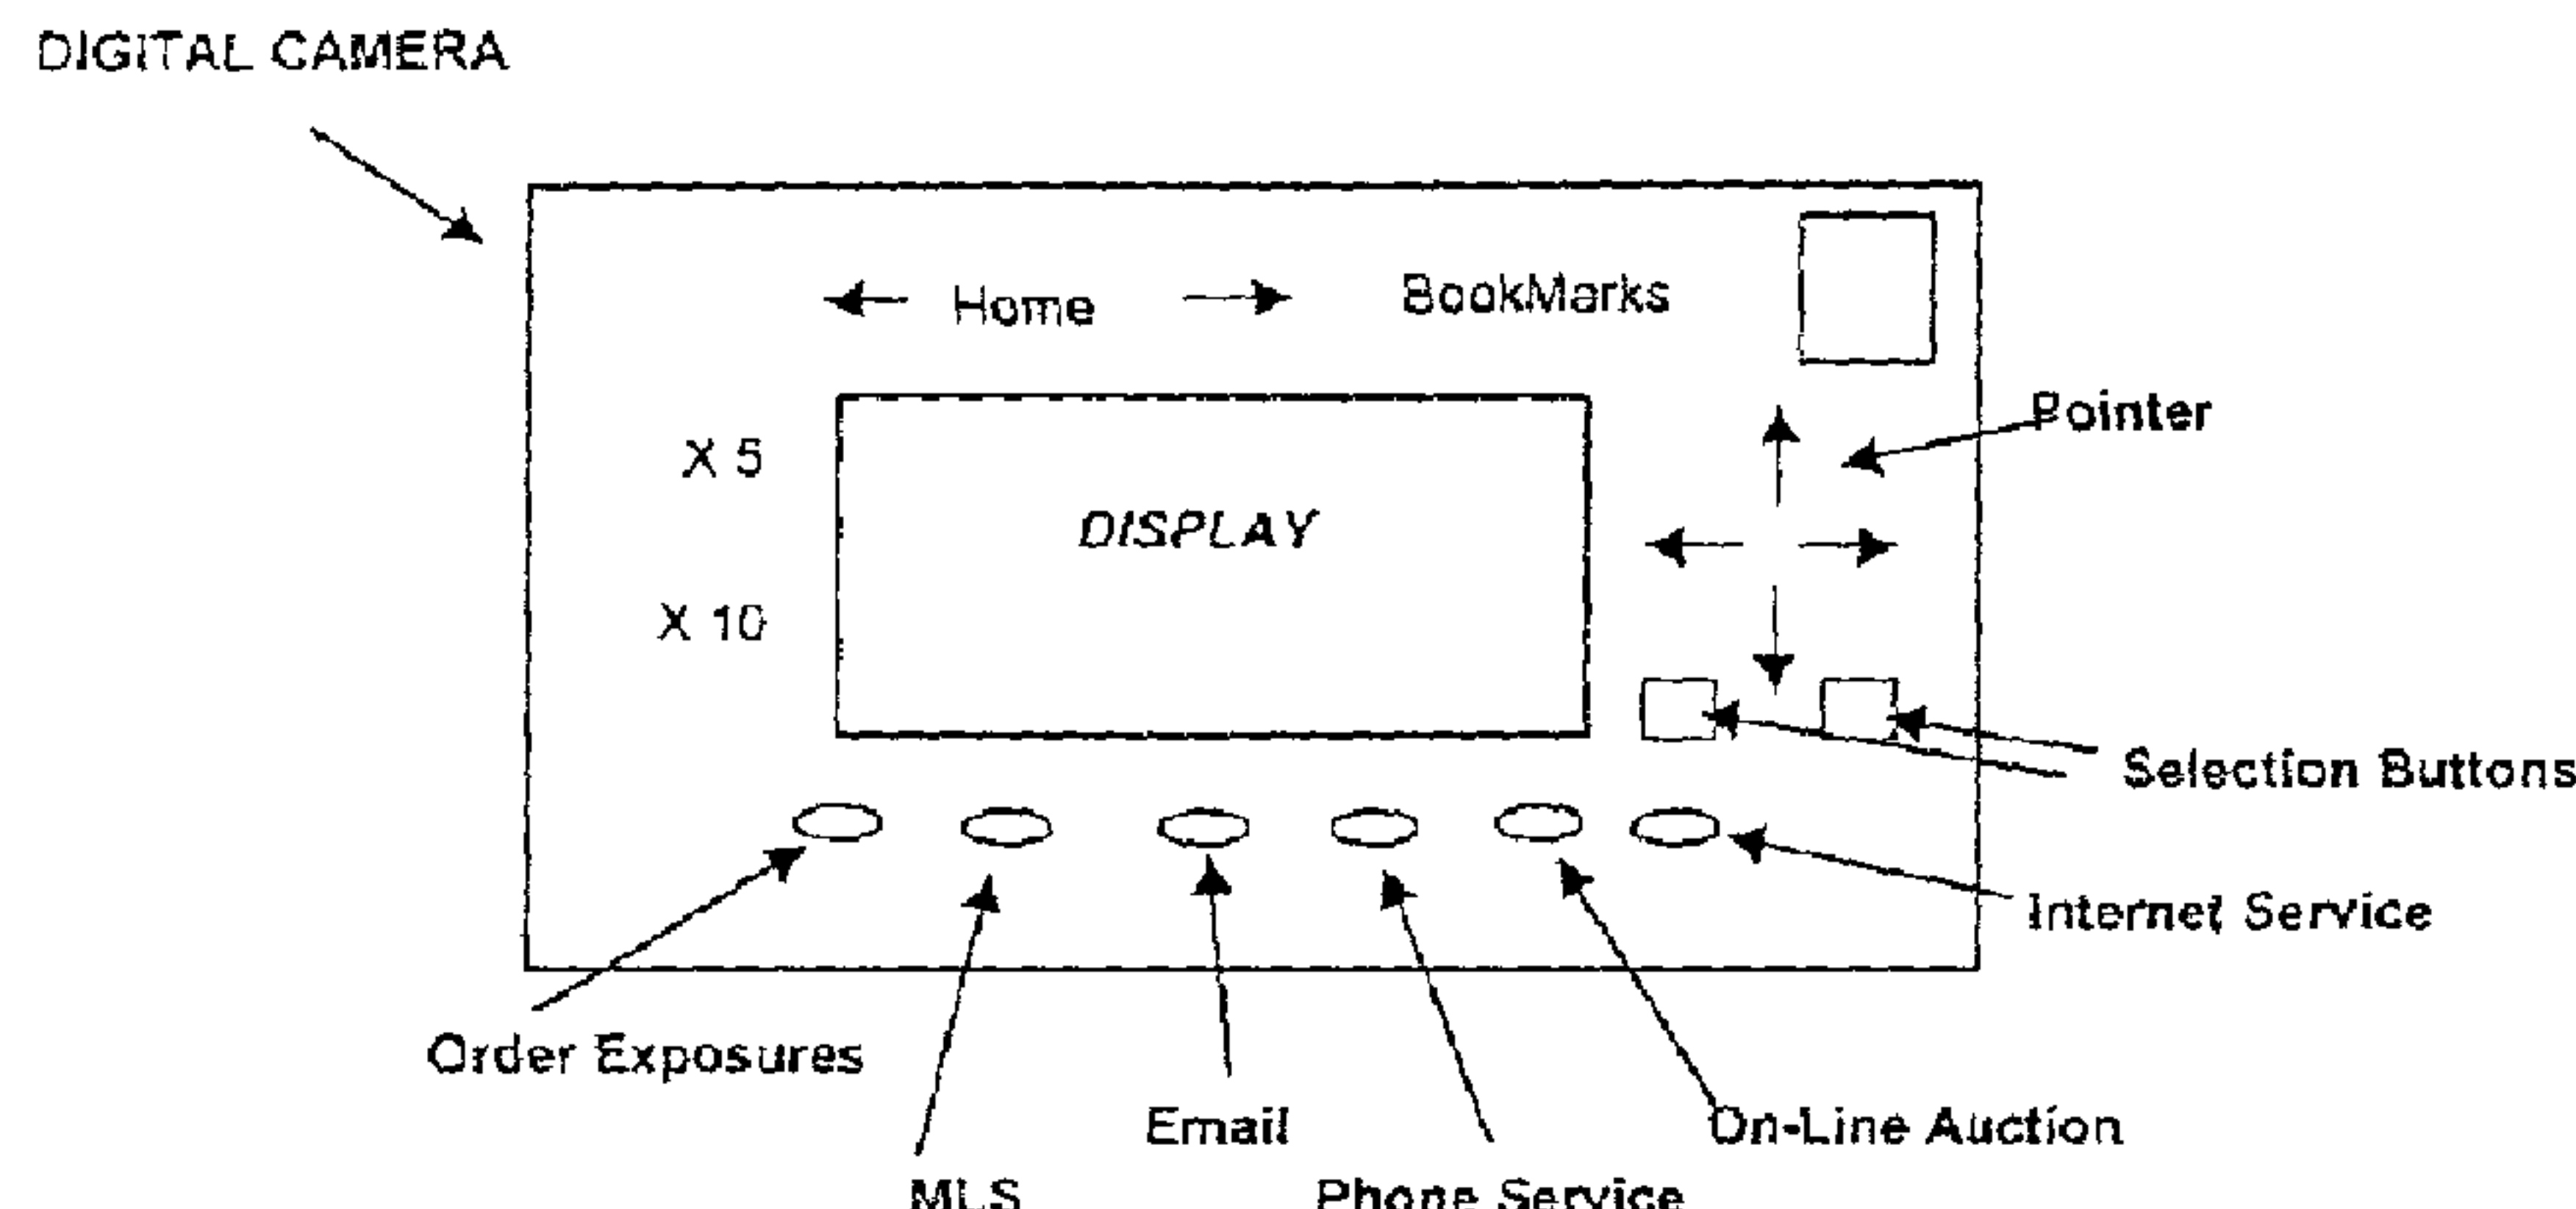 DIGITAL CAMERA
Home
BookMarks
X 5
Pointer
DISPLAY
X 10
Selection Buttons
Internet Service
Order Exposures
Email
On-Line Auction
MLS
Phone Service